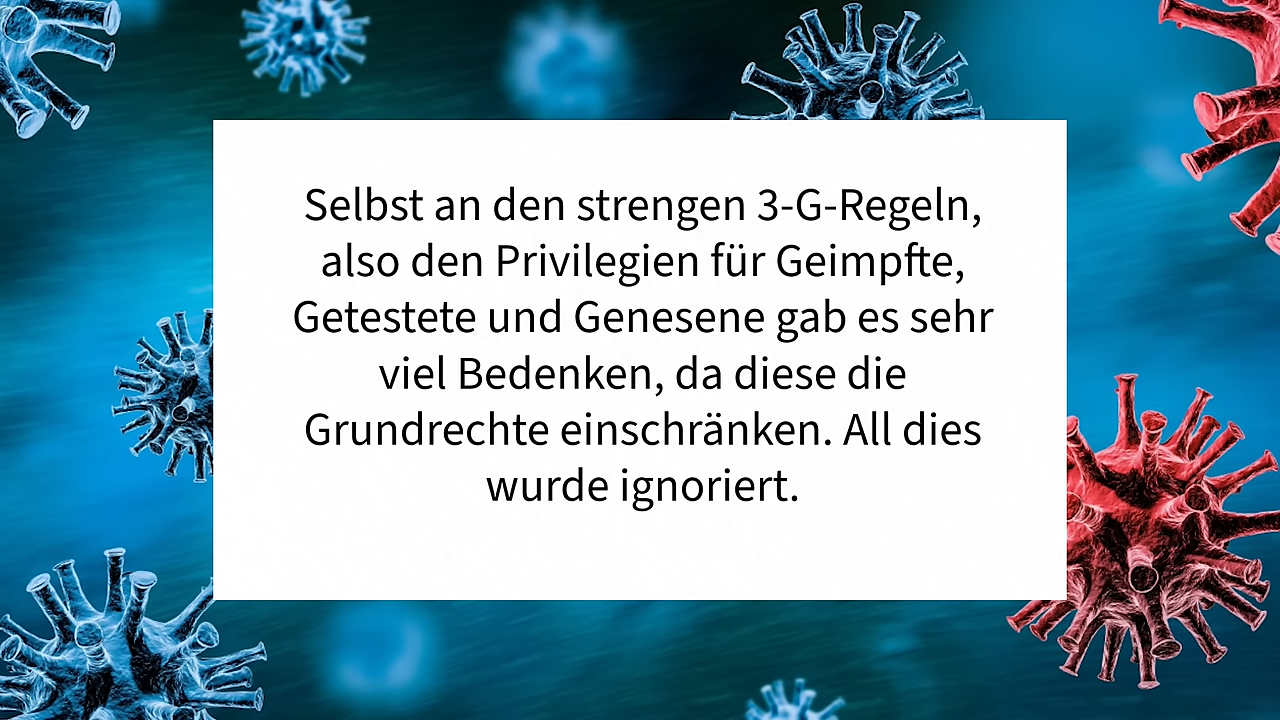 Selbst an den strengen 3-G-Regeln,
also den Privilegien für Geimpfte,
Getestete und Genesene gab es sehr
viel Bedenken, da diese die
Grundrechte einschränken. All dies
wurde ignoriert.